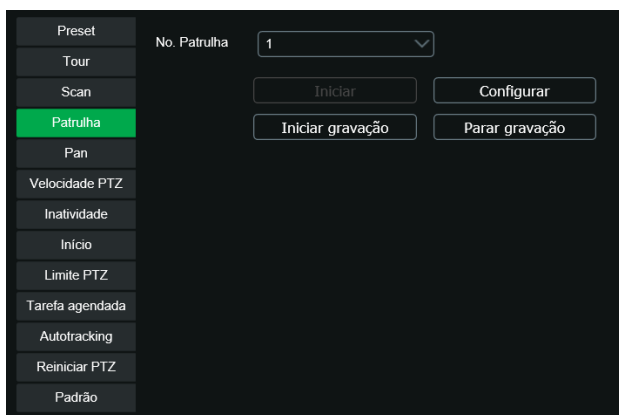 Preset
Tour
Scan
Patrulha
Pan
Velocidade PTZ
Inatividade
Início
Limite PTZ
Tarefa agendada
Autotracking
Reiniciar PTZ
Padrão
No. Patrulha 1
Iniciar Configurar
Iniciar gravação Parar gravação